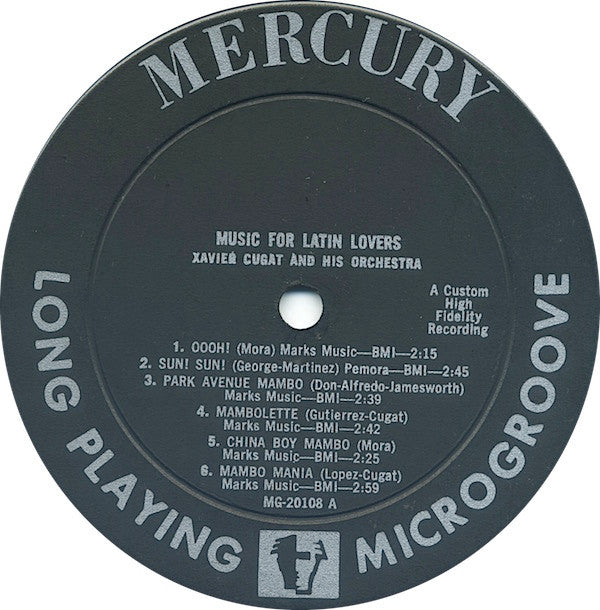 MERCURY
MUSIC FOR LATIN LOVERS
XAVIER CUGAT AND HIS ORCHESTRA
A Custom
High
Fidelity
Recording
1. OOOH! (Mora) Marks Music—BMI—2:15
2. SUN! SUN! (George-Martinez) Pemora—BMI—2:45
3. PARK AVENUE MAMBO (Don-Alfredo-Jamesworth)
Marks Music—BMI—2:39
4. MAMBOLETTE (Gutierrez-Cugat)
Marks Music—BMI—2:42
5. CHINA BOY MAMBO (Mora)
Marks Music—BMI—2:25
6. MAMBO MANIA (Lopez-Cugat)
Marks Music—BMI—2:59
MG-20108 A
LONG PLAYING
MICROGROOVE